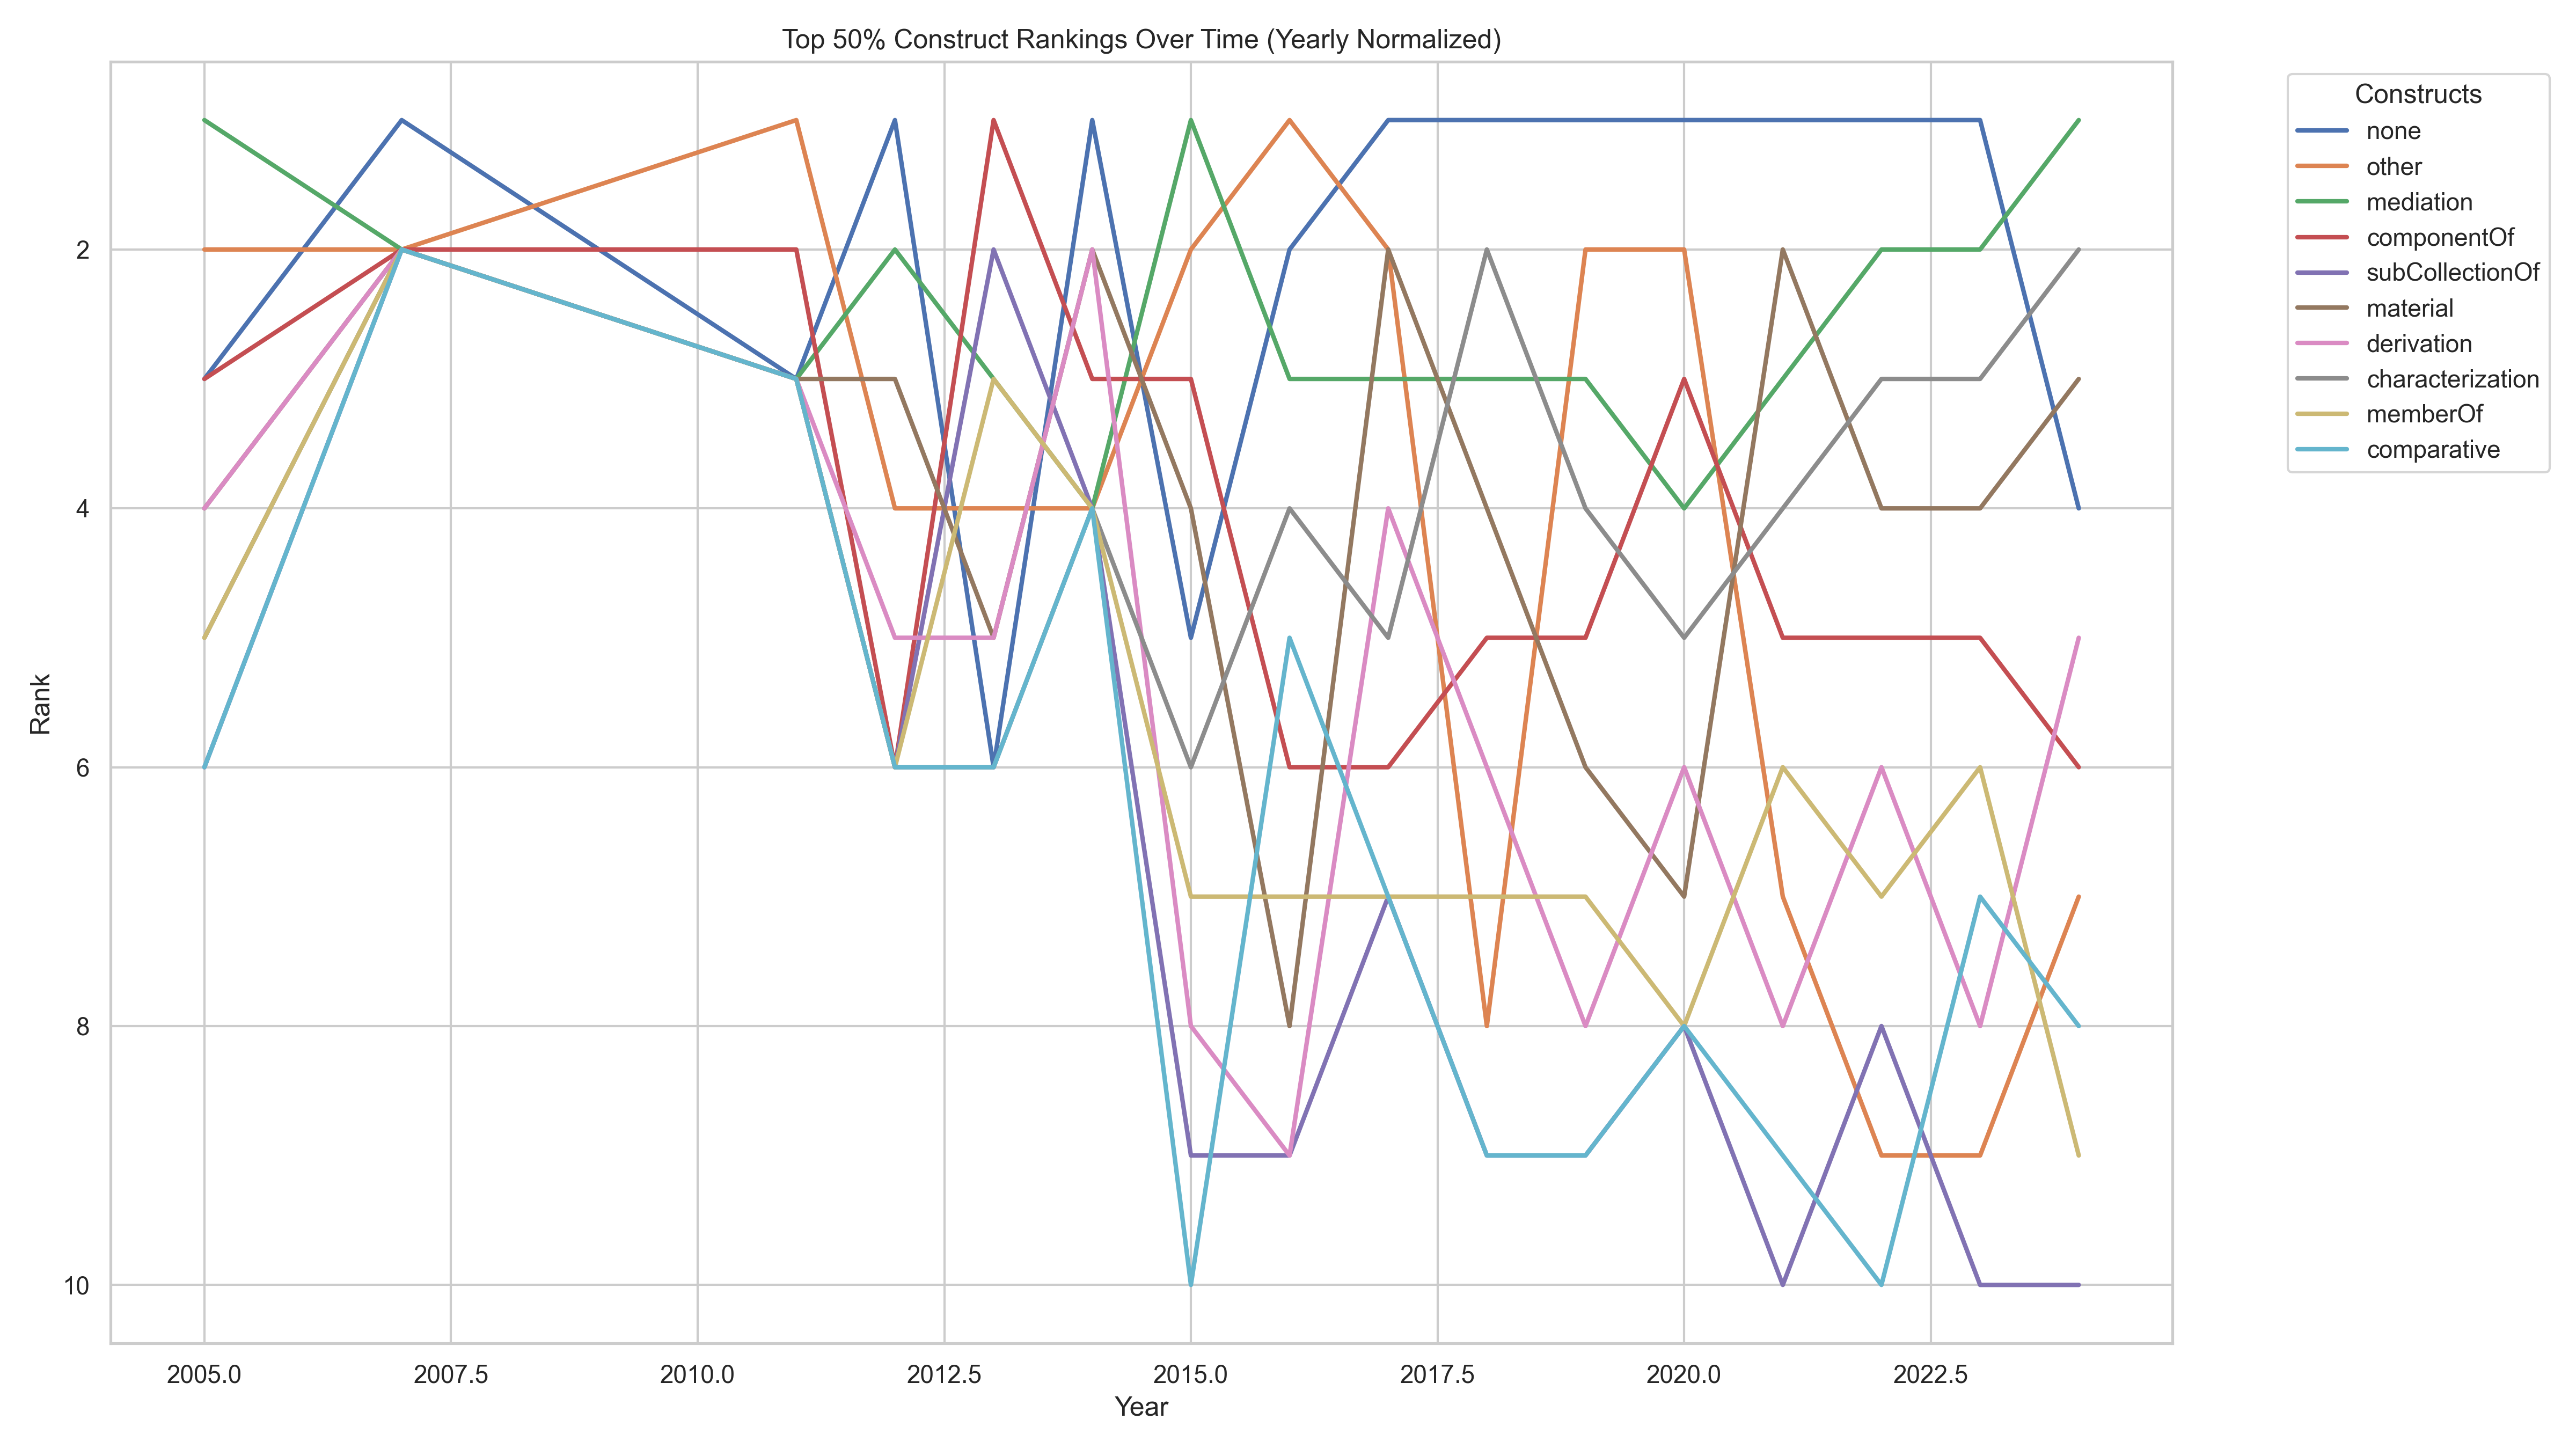 Top 50% Construct Rankings Over Time (Yearly Normalized)
Constructs
none
other
mediation
componentOf
subCollectionOf
material
derivation
characterization
memberOf
comparative
Rank
2
4
6
8
10
2005.0 2007.5 2010.0 2012.5 2015.0 2017.5 2020.0 2022.5
Year